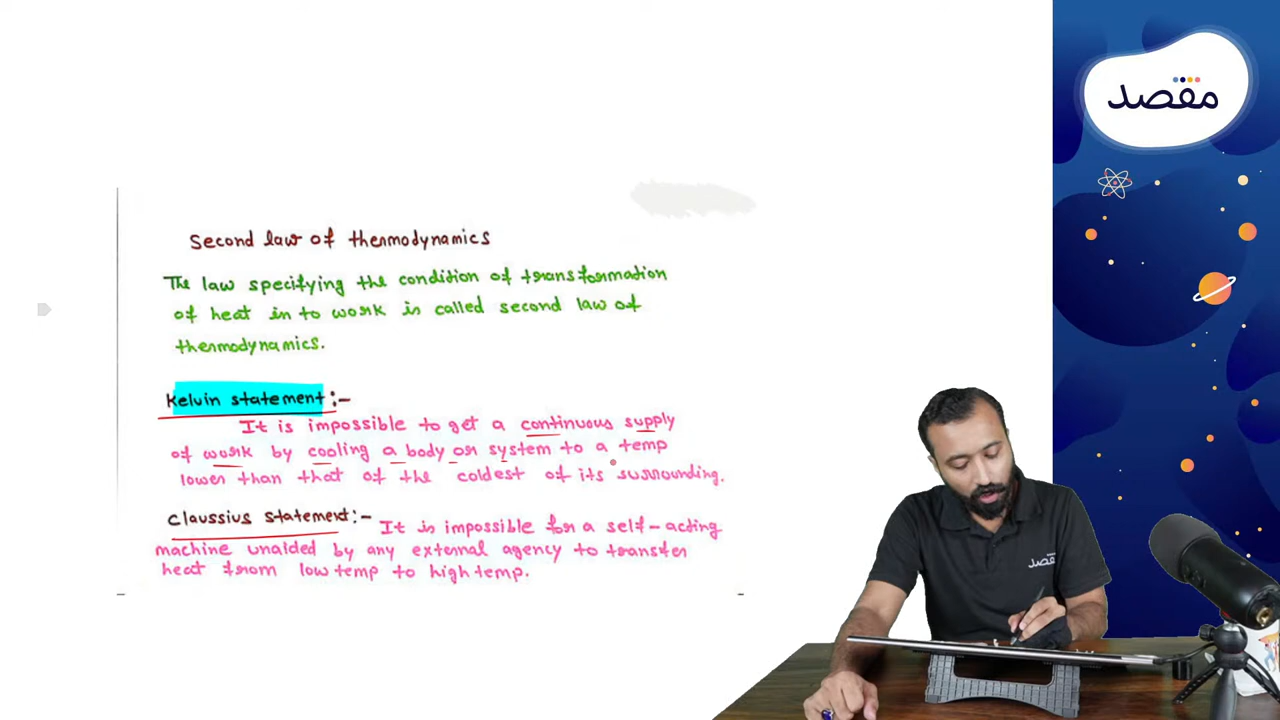 مقصد
Second law of thermodynamics
The law specifying the condition of transformation
of heat in to work is called second law of
thermodynamics.
Kelvin statement:-
It is impossible to get a continuous supply
of work by cooling a body or system to a temp
lower than that of the coldest of its surrounding.
Claussius statement:- It is impossible for a self-acting
machine unaided by any external agency to transfer
heat from low temp to high temp.
مقصد